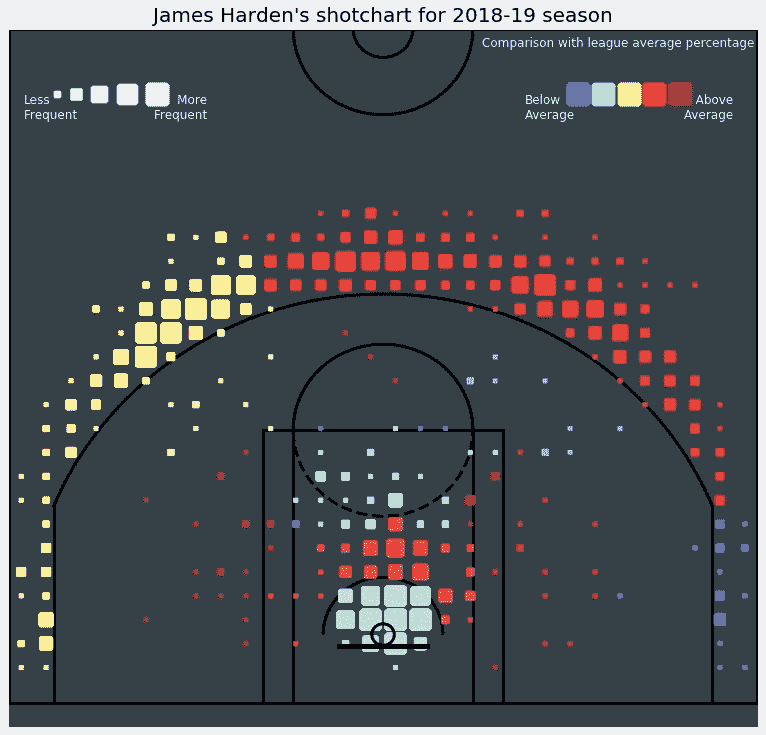 James Harden's shotchart for 2018-19 season
Comparison with league average percentage
Less
Frequent
More
Frequent
Below
Average
Above
Average